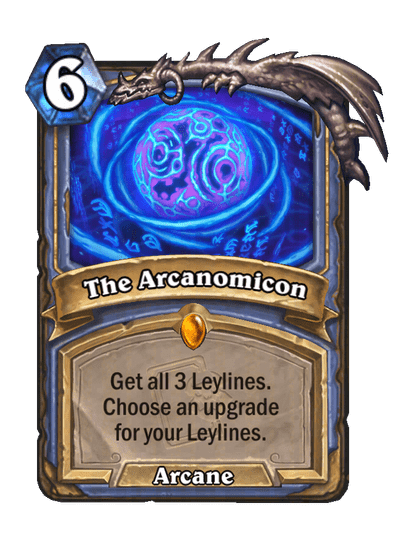 6
The Arcanomicon
Get all 3 Leylines.
Choose an upgrade
for your Leylines.
Arcane